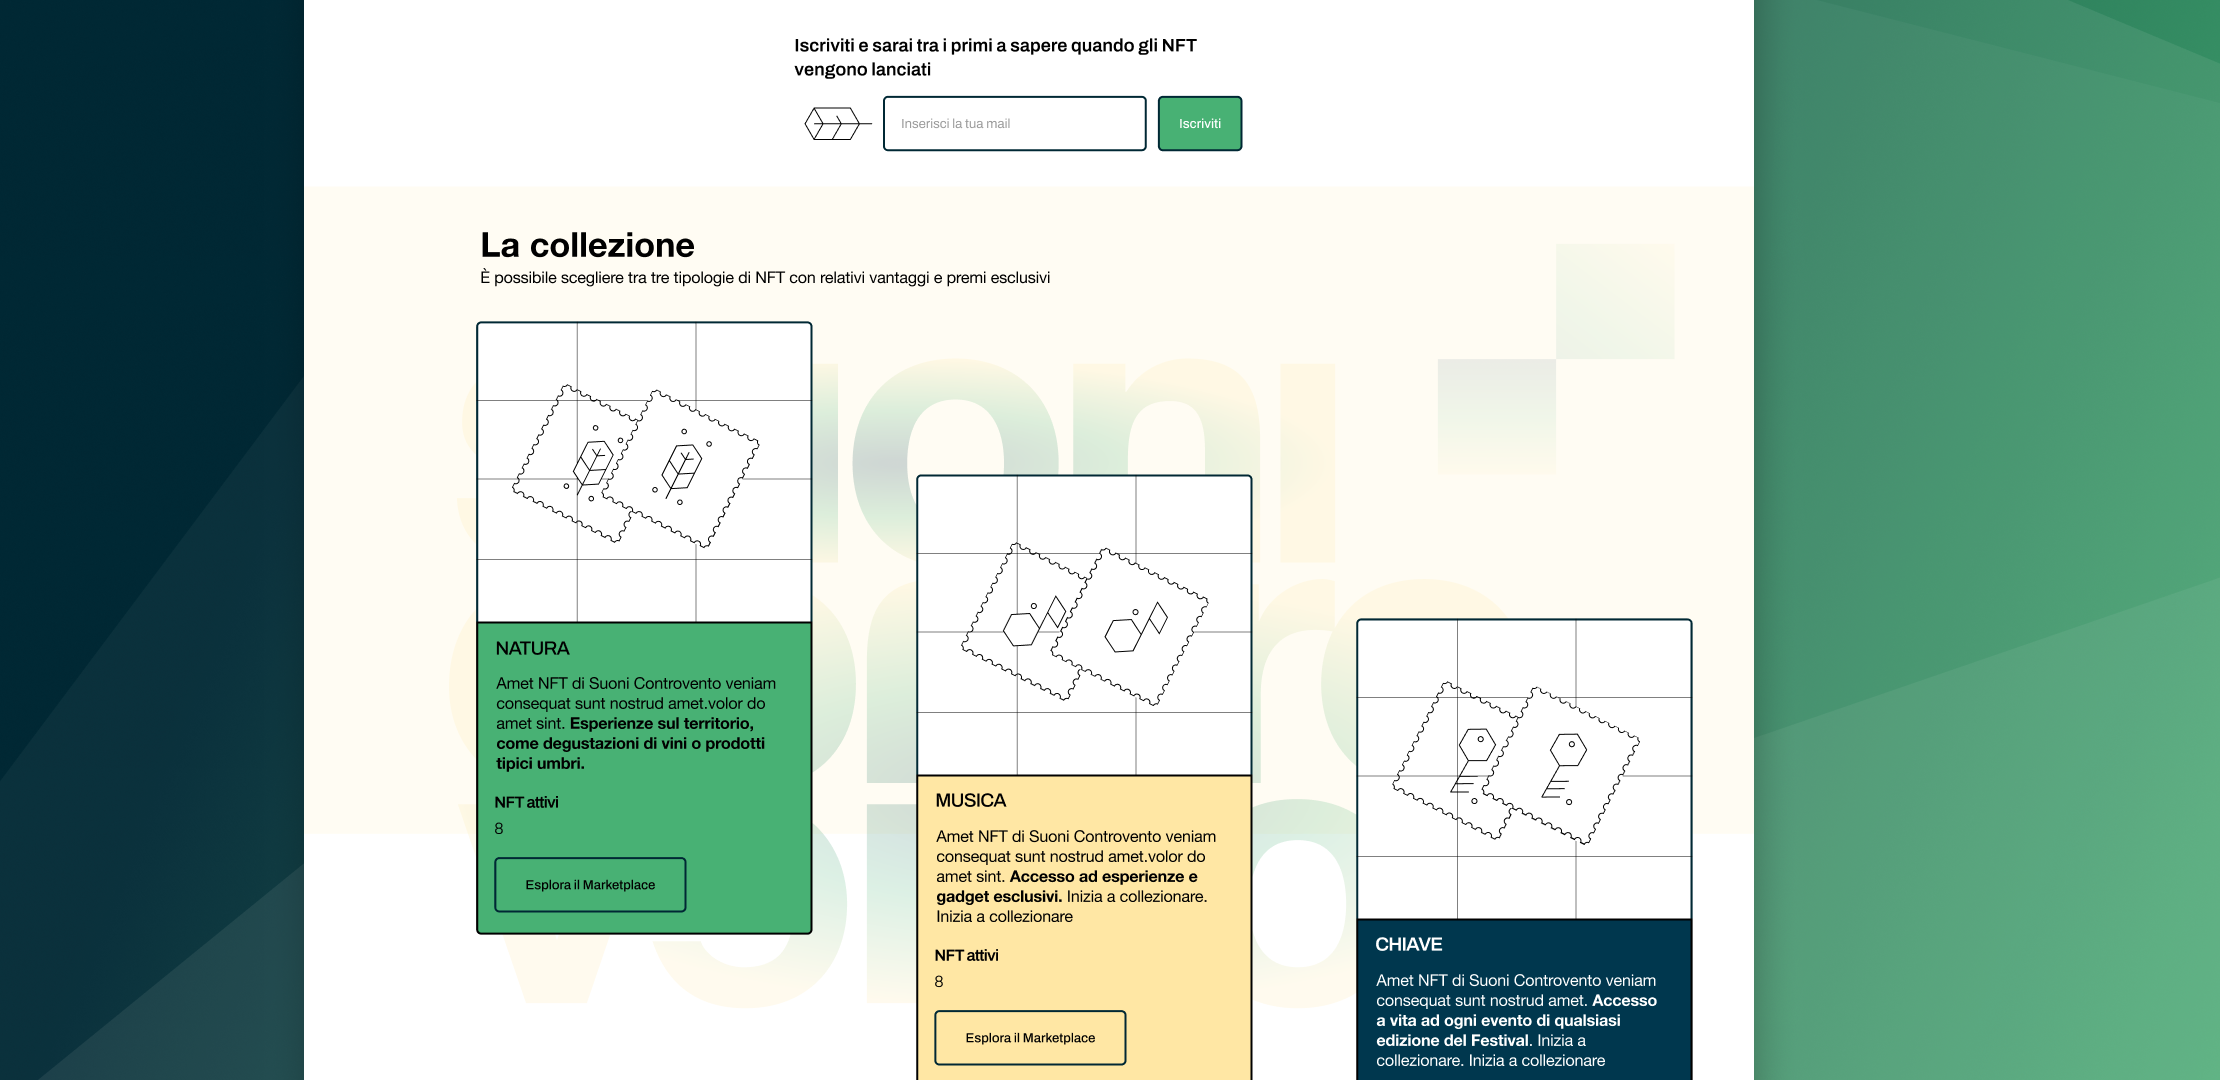 Iscriviti e sarai tra i primi a sapere quando gli NFT
vengono lanciati
Inserisci la tua mail
Iscriviti
La collezione
È possibile scegliere tra tre tipologie di NFT con relativi vantaggi e premi esclusivi
suoni
NATURA
Amet NFT di Suoni Controvento veniam
consequat sunt nostrud amet.volor do
amet sint. Esperienze sul territorio,
come degustazioni di vini o prodotti
tipici umbri.
NFT attivi
8
Esplora il Marketplace
MUSICA
Amet NFT di Suoni Controvento veniam
consequat sunt nostrud amet.volor do
amet sint. Accesso ad esperienze e
gadget esclusivi. Inizia a collezionare.
Inizia a collezionare
NFT attivi
8
Esplora il Marketplace
CHIAVE
Amet NFT di Suoni Controvento veniam
consequat sunt nostrud amet. Accesso
a vita ad ogni evento di qualsiasi
edizione del Festival. Inizia a
collezionare. Inizia a collezionare